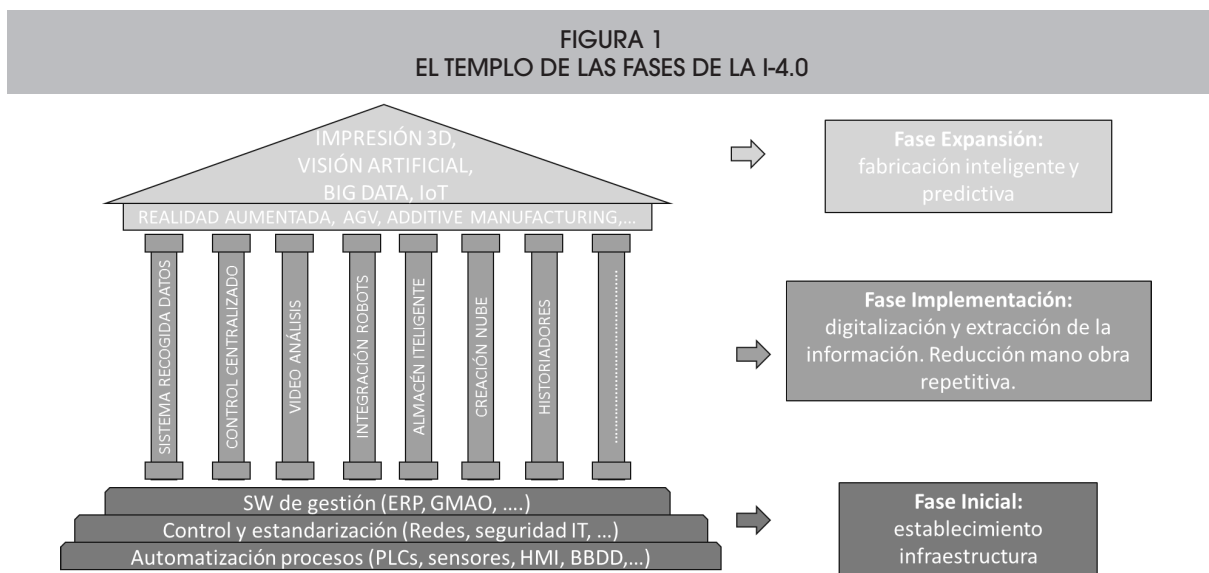 FIGURA 1
EL TEMPLO DE LAS FASES DE LA I-4.0
IMPRESIÓN 3D,
VISIÓN ARTIFICIAL,
BIG DATA, IoT
REALIDAD AUMENTADA, AGV, ADDITIVE MANUFACTURING,...
SISTEMA RECOGIDA DATOS
CONTROL CENTRALIZADO
VIDEO ANÁLISIS
INTEGRACIÓN ROBOTS
ALMACÉN ITELIGENTE
CREACIÓN NUBE
HISTORIADORES
................................
SW de gestión (ERP, GMAO, ....)
Control y estandarización (Redes, seguridad IT, ...)
Automatización procesos (PLCs, sensores, HMI, BBDD,...)
Fase Expansión:
fabricación inteligente y
predictiva
Fase Implementación:
digitalización y extracción de la
información. Reducción mano obra
repetitiva.
Fase Inicial:
establecimiento
infraestructura